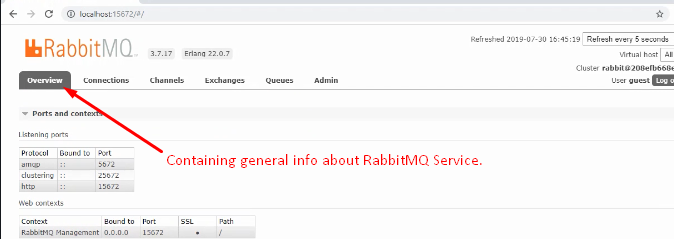 localhost:15672/#/
RabbitMQ 3.7.17 Erlang 22.0.7
Refreshed 2019-07-30 16:45:19 Refresh every 5 seconds
Virtual host All
Cluster rabbit@208efb668e
User guest Log o
Overview Connections Channels Exchanges Queues Admin
Ports and contexts
Listening ports
Protocol Bound to Port
amqp :: 5672
clustering :: 25672
http :: 15672
Containing general info about RabbitMQ Service.
Web contexts
Context Bound to Port SSL Path
RabbitMQ Management 0.0.0.0 15672 • /